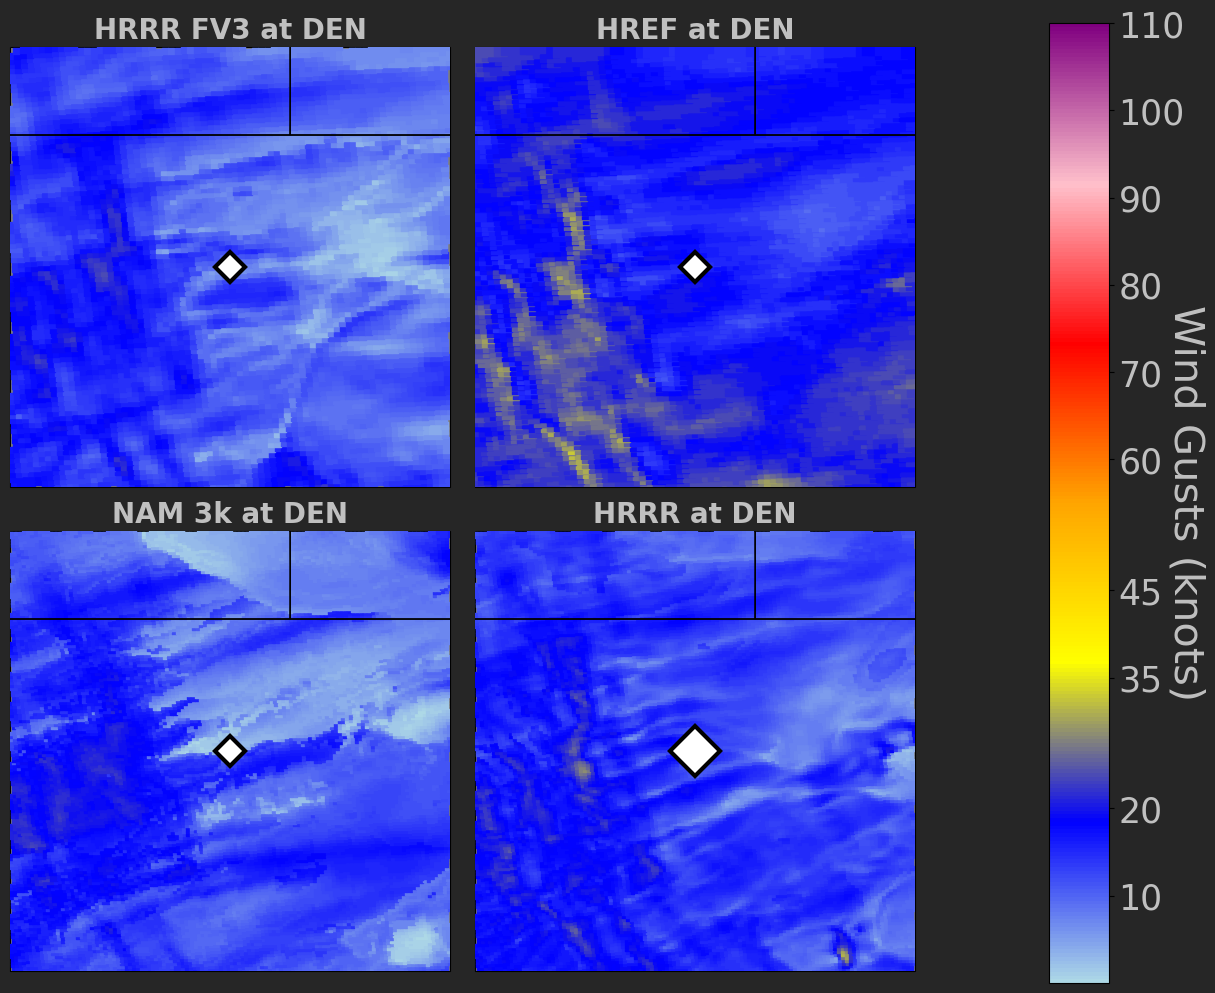 HRRR FV3 at DEN
HREF at DEN
NAM 3k at DEN
HRRR at DEN
110
100
90
80
70
60
45
35
20
10
Wind Gusts (knots)